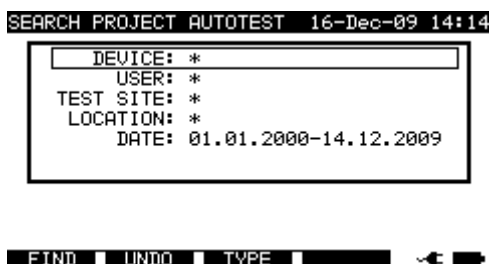 SEARCH PROJECT AUTOTEST 16-Dec-09 14:14
DEVICE: *
USER: *
TEST SITE: *
LOCATION: *
DATE: 01.01.2000-14.12.2009
FIND UNDO TYPE